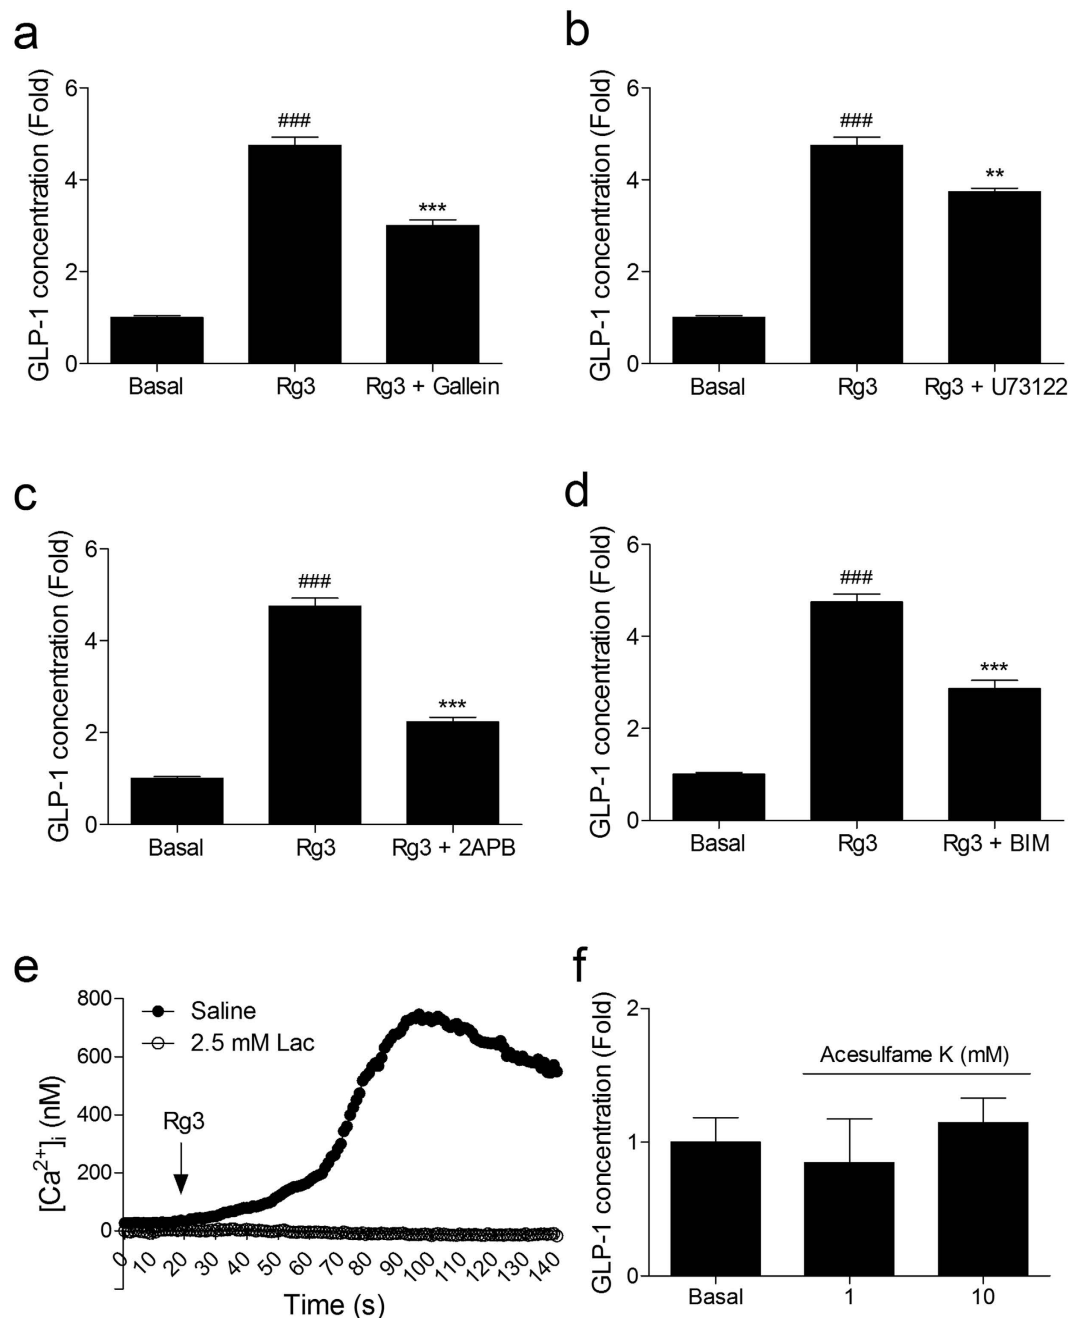 a
GLP-1 concentration (Fold)
6
4
2
0
###
***
Basal
Rg3
Rg3 + Gallein
b
GLP-1 concentration (Fold)
6
4
2
0
###
**
Basal
Rg3
Rg3 + U73122
c
GLP-1 concentration (Fold)
6
4
2
0
###
***
Basal
Rg3
Rg3 + 2APB
d
GLP-1 concentration (Fold)
6
4
2
0
###
***
Basal
Rg3
Rg3 + BIM
e
[Ca²⁺]ᵢ (nM)
800
600
400
200
0
Saline
2.5 mM Lac
Rg3
0 10 20 30 40 50 60 70 80 90 100 110 120 130 140
Time (s)
f
GLP-1 concentration (Fold)
2
1
0
Acesulfame K (mM)
Basal
1
10